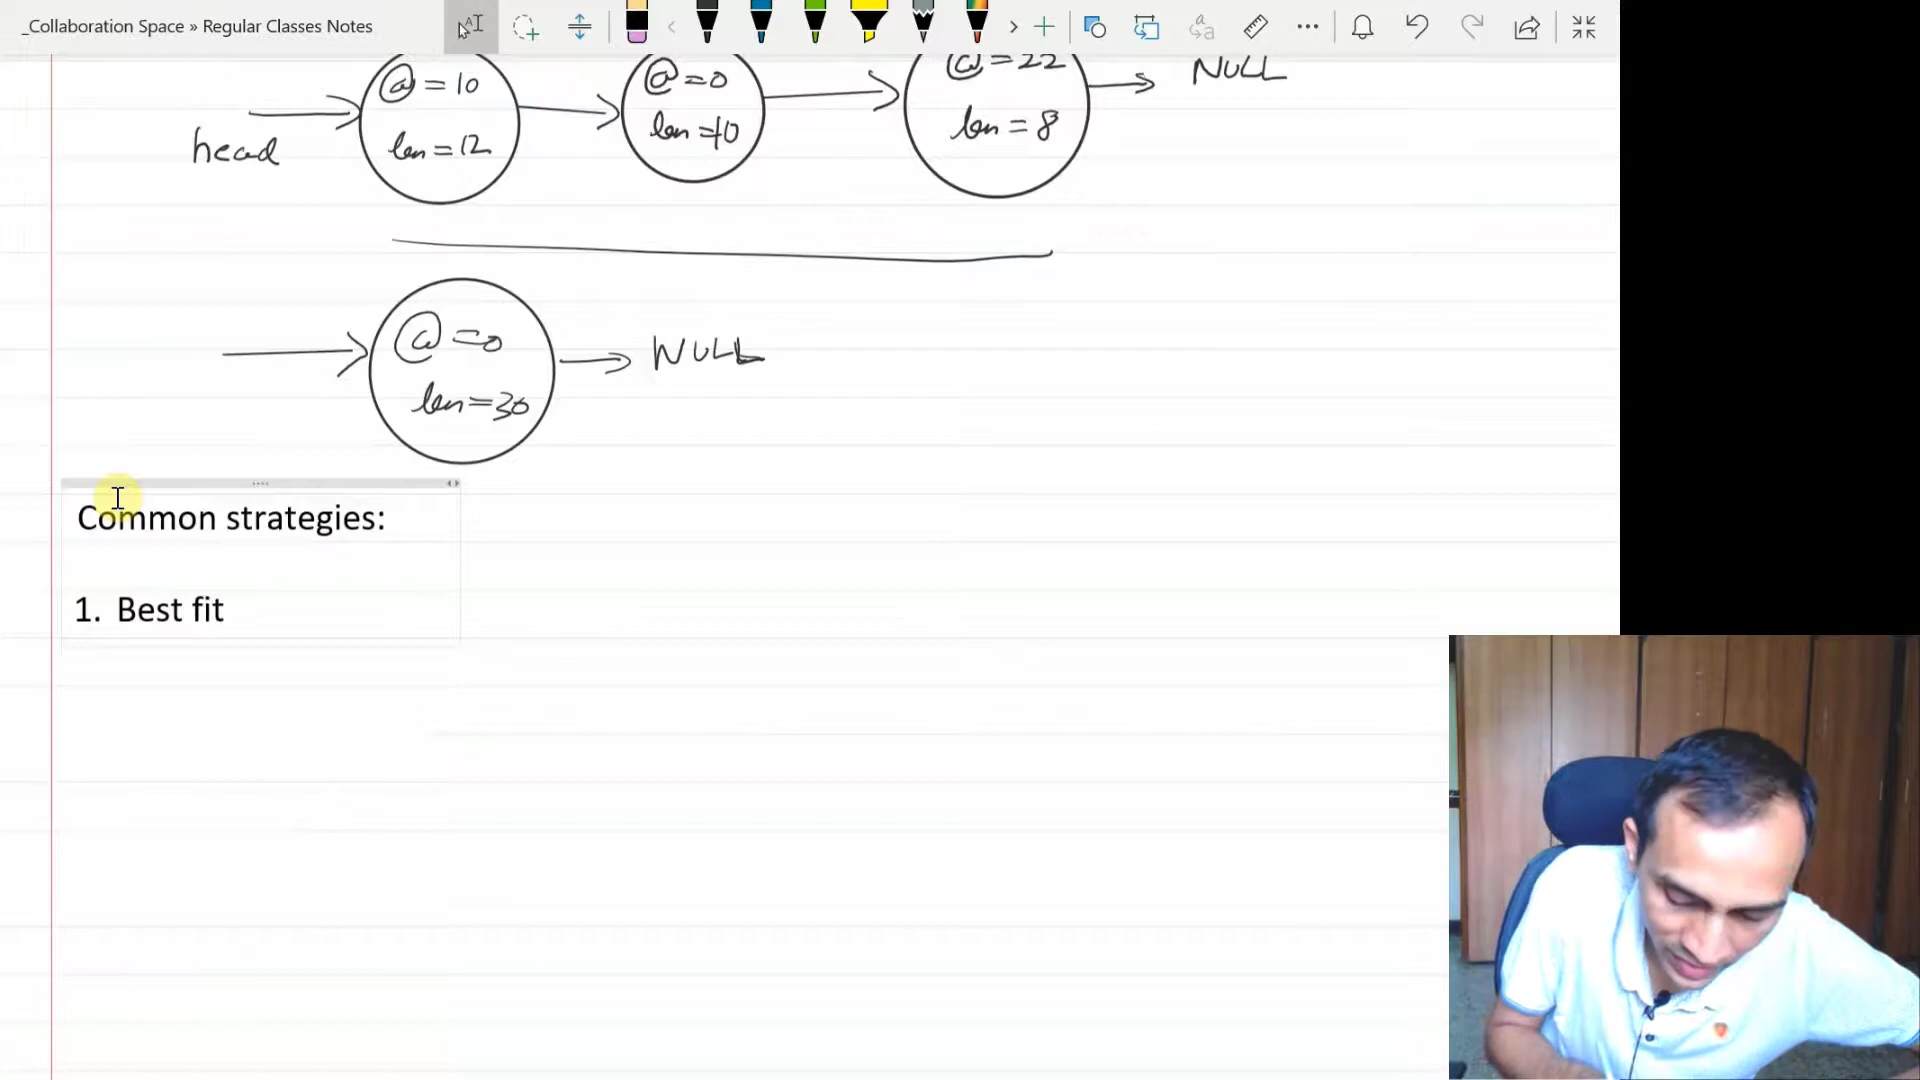 _Collaboration Space » Regular Classes Notes
@ = 10
@ = 0
@ = 22
NULL
head
len = 12
len = 10
len = 8
@ = 0
NULL
len = 30
Common strategies:
1. Best fit